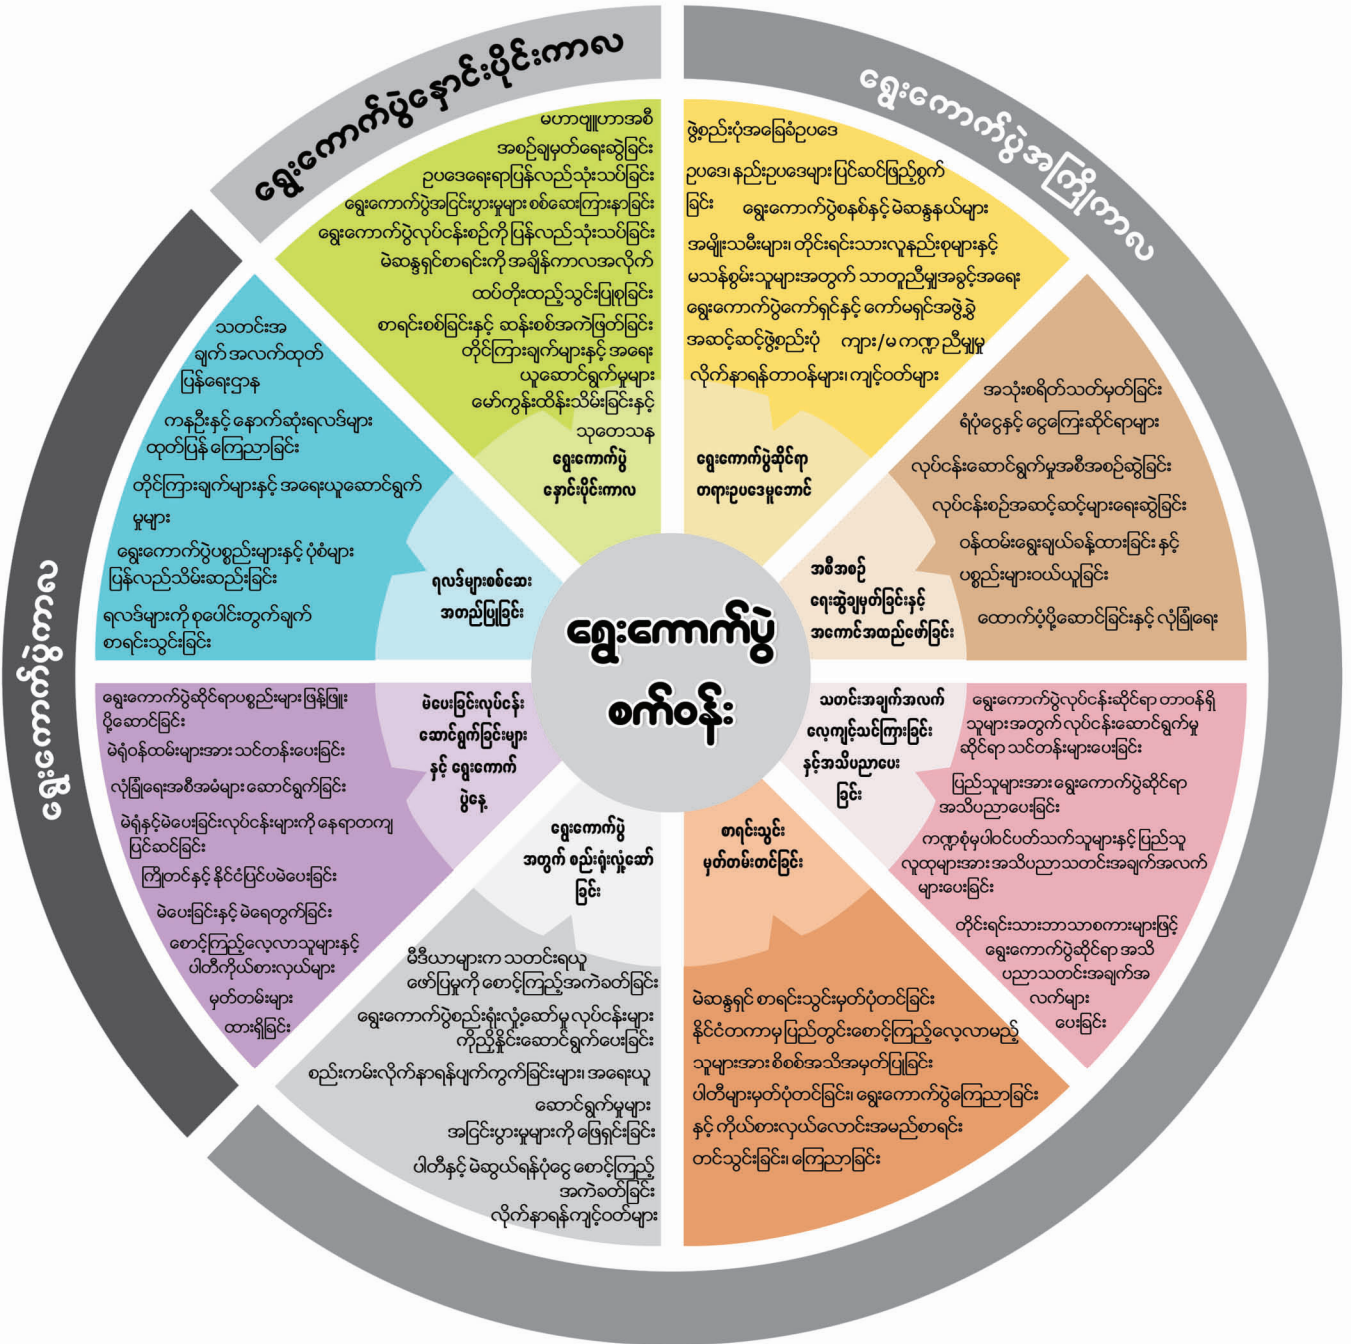 ရွေးကောက်ပွဲနှောင်းပိုင်းကာလ
ရွေးကောက်ပွဲအကြိုကာလ
ရွေးကောက်ပွဲကာလ
ရွေးကောက်ပွဲ
စက်ဝန်း
ဖွဲ့စည်းပုံအခြေခံဥပဒေ
ဥပဒေ၊ နည်းဥပဒေများ ပြင်ဆင်ဖြည့်စွက်
ခြင်း ရွေးကောက်ပွဲစနစ်နှင့် မဲဆန္ဒနယ်များ
အမျိုးသမီးများ၊ တိုင်းရင်းသားလူနည်းစုများနှင့်
မသန်စွမ်းသူများအတွက် သာတူညီမျှအခွင့်အရေး
ရွေးကောက်ပွဲကော်ရှင်နှင့် ကော်မရှင်အဖွဲ့ခွဲ
အဆင့်ဆင့်ဖွဲ့စည်းပုံ ကျား/မ ကဏ္ဍ ညီမျှမှု
လိုက်နာရန်တာဝန်များ၊ ကျင့်ဝတ်များ
ရွေးကောက်ပွဲဆိုင်ရာ
တရားဥပဒေမူဘောင်
အသုံးစရိတ်သတ်မှတ်ခြင်း
ရံပုံငွေနှင့် ငွေကြေးဆိုင်ရာများ
လုပ်ငန်းဆောင်ရွက်မှုအစီအစဉ်ဆွဲခြင်း
လုပ်ငန်းစဉ်အဆင့်ဆင့်များရေးဆွဲခြင်း
ဝန်ထမ်းရွေးချယ်ခန့်ထားခြင်း နှင့်
ပစ္စည်းများဝယ်ယူခြင်း
ထောက်ပံ့ပို့ဆောင်ခြင်းနှင့် လုံခြုံရေး
အစီအစဉ်
ရေးဆွဲချမှတ်ခြင်းနှင့်
အကောင်အထည်ဖော်ခြင်း
သတင်းအချက်အလက်
လေ့ကျင့်သင်ကြားခြင်း
နှင့်အသိပညာပေး
ခြင်း
ရွေးကောက်ပွဲလုပ်ငန်းဆိုင်ရာ တာဝန်ရှိ
သူများအတွက် လုပ်ငန်းဆောင်ရွက်မှု
ဆိုင်ရာ သင်တန်းများပေးခြင်း
ပြည်သူများအား ရွေးကောက်ပွဲဆိုင်ရာ
အသိပညာပေးခြင်း
ကဏ္ဍစုံမှပါဝင်ပတ်သက်သူများနှင့်ပြည်သူ
လူထုများအား အသိပညာသတင်းအချက်အလက်
များပေးခြင်း
တိုင်းရင်းသားဘာသာစကားများဖြင့်
ရွေးကောက်ပွဲဆိုင်ရာ အသိ
ပညာသတင်းအချက်အ
လက်များ
ပေးခြင်း
စာရင်းသွင်း
မှတ်တမ်းတင်ခြင်း
မဲဆန္ဒရှင် စာရင်းသွင်းမှတ်ပုံတင်ခြင်း
နိုင်ငံတကာမှ ပြည်တွင်းစောင့်ကြည့်လေ့လာမည့်
သူများအား စိစစ်အသိအမှတ်ပြုခြင်း
ပါတီများမှတ်ပုံတင်ခြင်း၊ ရွေးကောက်ပွဲကြေညာခြင်း
နှင့် ကိုယ်စားလှယ်လောင်းအမည်စာရင်း
တင်သွင်းခြင်း၊ ကြေညာခြင်း
ရွေးကောက်ပွဲ
အတွက် စည်းရုံးလှုံ့ဆော်
ခြင်း
မီဒီယာများက သတင်းရယူ
ဖော်ပြမှုကို စောင့်ကြည့်အကဲခတ်ခြင်း
ရွေးကောက်ပွဲစည်းရုံးလှုံ့ဆော်မှု လုပ်ငန်းများ
ကိုညှိနှိုင်းဆောင်ရွက်ပေးခြင်း
စည်းကမ်းလိုက်နာရန်ပျက်ကွက်ခြင်းများ၊ အရေးယူ
ဆောင်ရွက်မှုများ
အငြင်းပွားမှုများကို ဖြေရှင်းခြင်း
ပါတီနှင့် မဲဆွယ်ရန်ပုံငွေ စောင့်ကြည့်
အကဲခတ်ခြင်း
လိုက်နာရန်ကျင့်ဝတ်များ
မဲပေးခြင်းလုပ်ငန်း
ဆောင်ရွက်ခြင်းများ
နှင့် ရွေးကောက်
ပွဲနေ့
ရွေးကောက်ပွဲဆိုင်ရာပစ္စည်းများ ဖြန့်ဖြူး
ပို့ဆောင်ခြင်း
မဲရုံဝန်ထမ်းများအား သင်တန်းပေးခြင်း
လုံခြုံရေးအစီအမံများ ဆောင်ရွက်ခြင်း
မဲရုံနှင့်မဲပေးခြင်းလုပ်ငန်းများကို နေရာတကျ
ပြင်ဆင်ခြင်း
ကြိုတင်နှင့် နိုင်ငံပြင်ပမဲပေးခြင်း
မဲပေးခြင်းနှင့် မဲရေတွက်ခြင်း
စောင့်ကြည့်လေ့လာသူများနှင့်
ပါတီကိုယ်စားလှယ်များ
မှတ်တမ်းများ
ထားရှိခြင်း
ရလဒ်များစစ်ဆေး
အတည်ပြုခြင်း
သတင်းအ
ချက် အလက်ထုတ်
ပြန်ရေးဌာန
ကနဦးနှင့် နောက်ဆုံးရလဒ်များ
ထုတ်ပြန် ကြေညာခြင်း
တိုင်ကြားချက်များနှင့် အရေးယူဆောင်ရွက်
မှုများ
ရွေးကောက်ပွဲပစ္စည်းများနှင့် ပုံစံများ
ပြန်လည်သိမ်းဆည်းခြင်း
ရလဒ်များကို စုပေါင်းတွက်ချက်
စာရင်းသွင်းခြင်း
မဟာဗျူဟာအစီ
အစဉ်ချမှတ်ရေးဆွဲခြင်း
ဥပဒေရေးရာပြန်လည်သုံးသပ်ခြင်း
ရွေးကောက်ပွဲအငြင်းပွားမှုများ စစ်ဆေးကြားနာခြင်း
ရွေးကောက်ပွဲလုပ်ငန်းစဉ်ကို ပြန်လည်သုံးသပ်ခြင်း
မဲဆန္ဒရှင်စာရင်းကို အချိန်ကာလအလိုက်
ထပ်တိုးထည့်သွင်းပြုစုခြင်း
စာရင်းစစ်ခြင်းနှင့် ဆန်းစစ်အကဲဖြတ်ခြင်း
တိုင်ကြားချက်များနှင့် အရေး
ယူဆောင်ရွက်မှုများ
မော်ကွန်းထိန်းသိမ်းခြင်းနှင့်
သုတေသန
ရွေးကောက်ပွဲ
နှောင်းပိုင်းကာလ